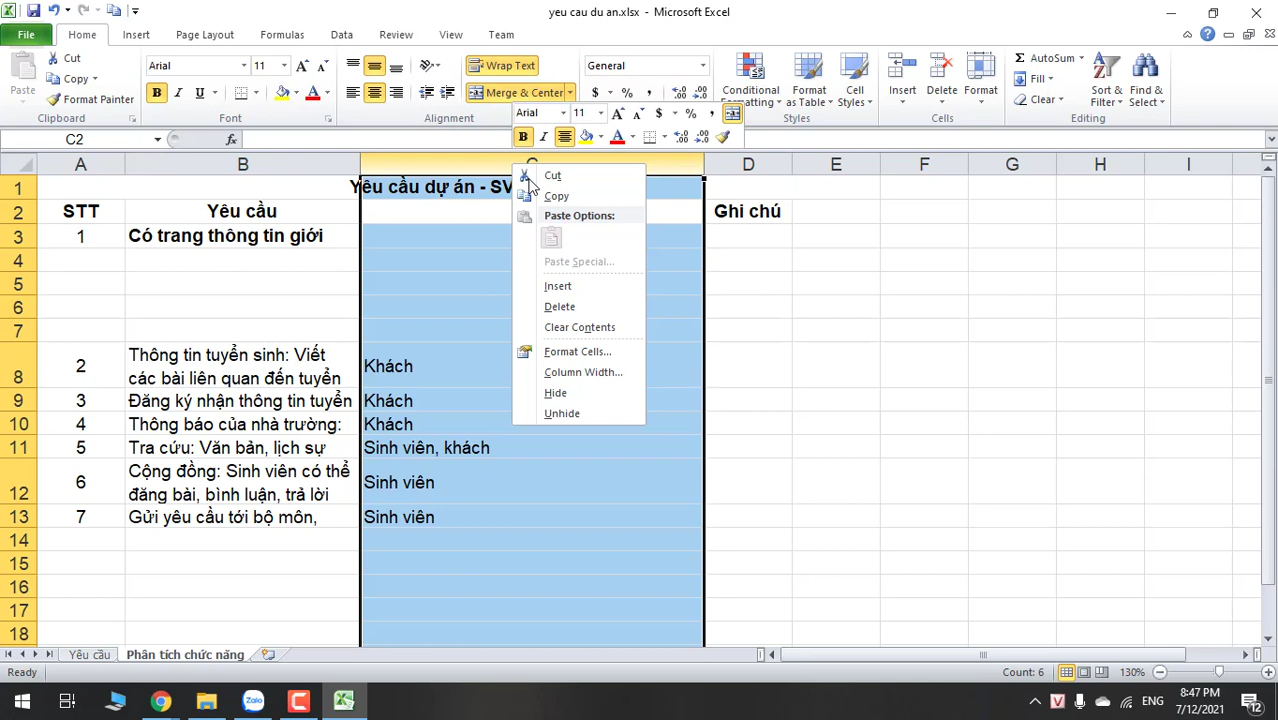 yeu cau du an.xlsx - Microsoft Excel
File Home Insert Page Layout Formulas Data Review View Team
Paste
Cut
Copy
Format Painter
Clipboard
Arial 11
B I U
Font
Wrap Text
Merge & Center
Alignment
General
$ % ,
Conditional Formatting
Format as Table
Cell Styles
Styles
Insert
Delete
Format
Cells
AutoSum
Fill
Clear
Sort & Filter
Find & Select
Editing
Arial 11
$ % ,
B I A
C2
fx
A B C D E F G H I
1 Yêu cầu dự án - SV
2 STT Yêu cầu Ghi chú
3 1 Có trang thông tin giới
4
5
6
7
8 2 Thông tin tuyển sinh: Viết
các bài liên quan đến tuyển
Khách
9 3 Đăng ký nhận thông tin tuyển Khách
10 4 Thông báo của nhà trường: Khách
11 5 Tra cứu: Văn bản, lịch sự Sinh viên, khách
12 6 Cộng đồng: Sinh viên có thể
đăng bài, bình luận, trả lời
Sinh viên
13 7 Gửi yêu cầu tới bộ môn, Sinh viên
14
15
16
17
18
Cut
Copy
Paste Options:
Paste Special...
Insert
Delete
Clear Contents
Format Cells...
Column Width...
Hide
Unhide
Yêu cầu Phân tích chức năng
Ready Count: 6 130%
Zalo
ENG
8:47 PM
7/12/2021
12